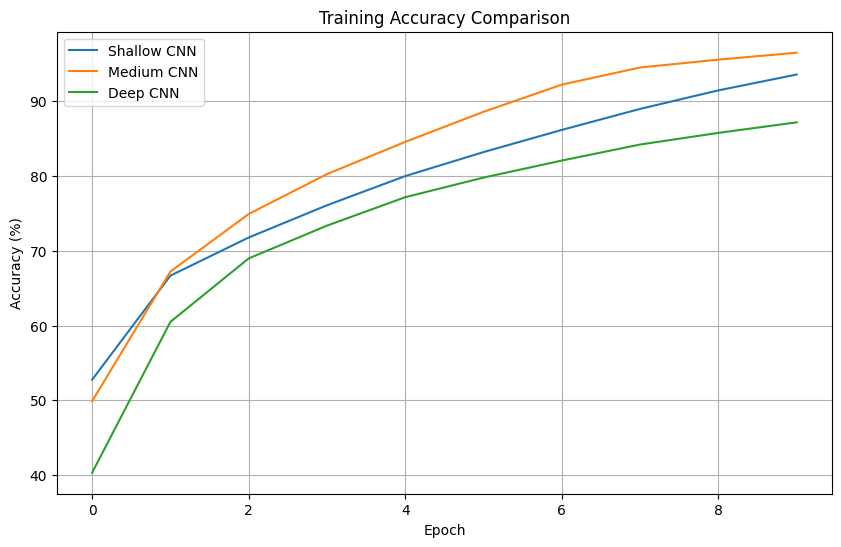 Training Accuracy Comparison
Shallow CNN
Medium CNN
Deep CNN
Accuracy (%)
90
80
70
60
50
40
0 2 4 6 8
Epoch